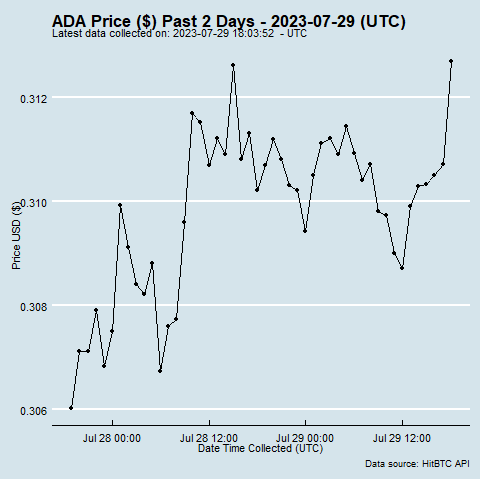 ADA Price ($) Past 2 Days - 2023-07-29 (UTC)
Latest data collected on: 2023-07-29 18:03:52 - UTC
0.312
0.310
0.308
0.306
Price USD ($)
Jul 28 00:00 Jul 28 12:00 Jul 29 00:00 Jul 29 12:00
Date Time Collected (UTC)
Data source: HitBTC API